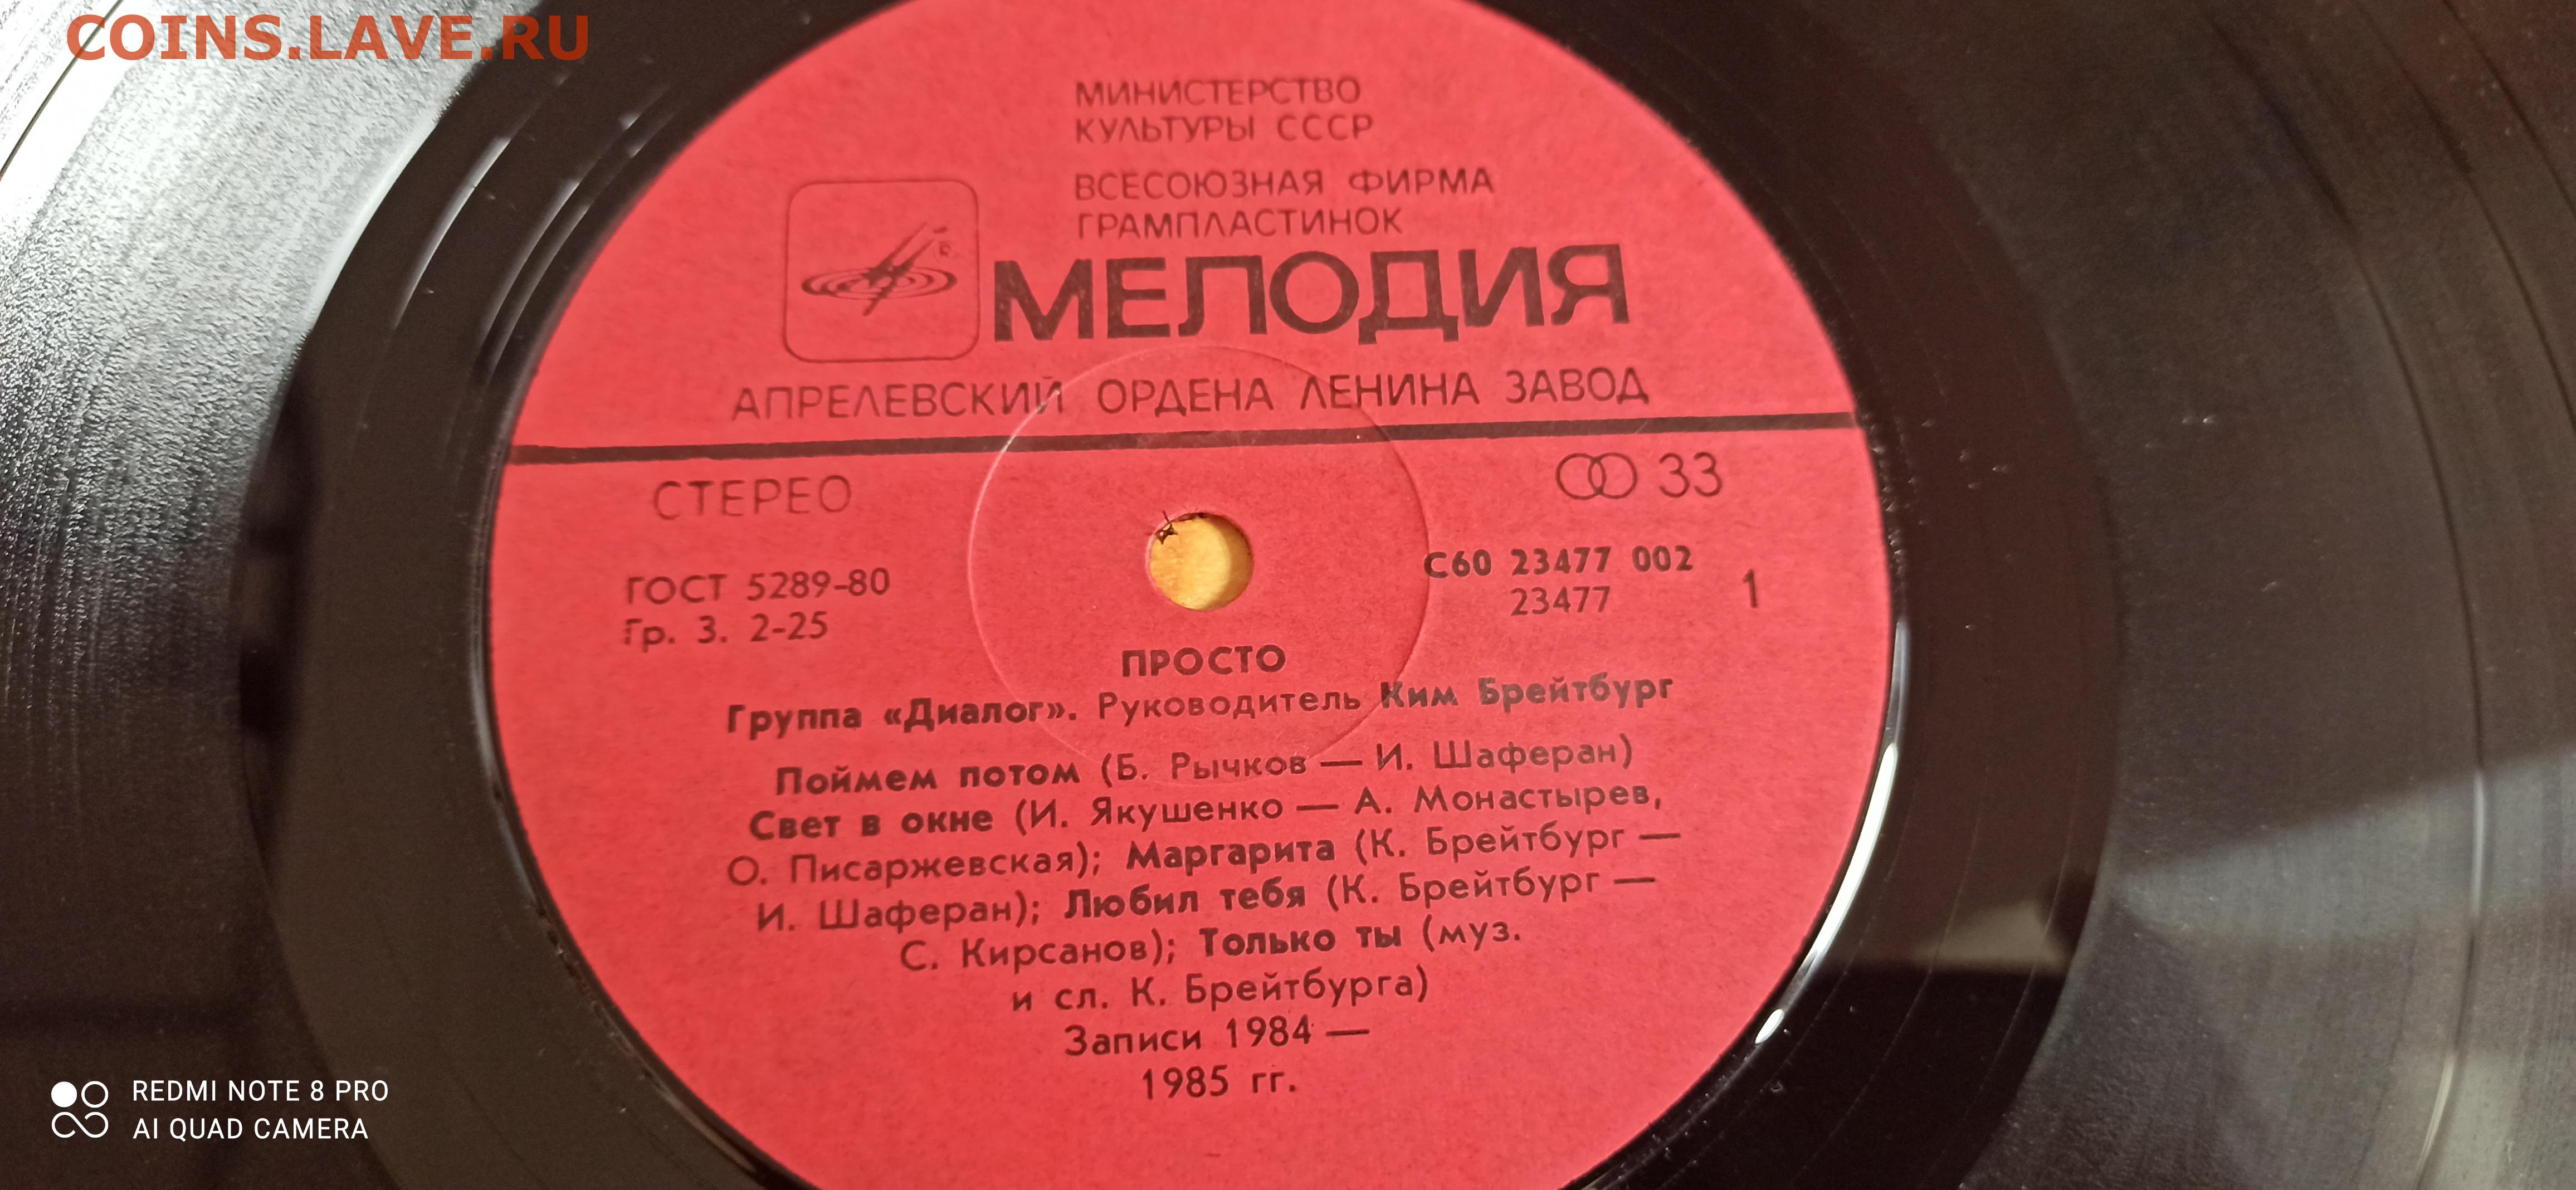 COINS.LAVE.RU
МИНИСТЕРСТВО
КУЛЬТУРЫ СССР
ВСЕСОЮЗНАЯ ФИРМА
ГРАМПЛАСТИНОК
МЕЛОДИЯ
АПРЕЛЕВСКИЙ ОРДЕНА ЛЕНИНА ЗАВОД
СТЕРЕО
33
ГОСТ 5289-80
Гр. 3. 2-25
С60 23477 002
23477
1
ПРОСТО
Группа «Диалог». Руководитель Ким Брейтбург
Поймем потом (Б. Рычков — И. Шаферан)
Свет в окне (И. Якушенко — А. Монастырев,
О. Писаржевская); Маргарита (К. Брейтбург —
И. Шаферан); Любил тебя (К. Брейтбург —
С. Кирсанов); Только ты (муз.
и сл. К. Брейтбурга)
Записи 1984 —
1985 гг.
REDMI NOTE 8 PRO
AI QUAD CAMERA